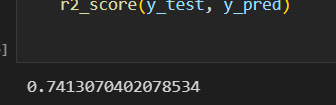 r2_score(y_test, y_pred)
]
0.7413070402078534